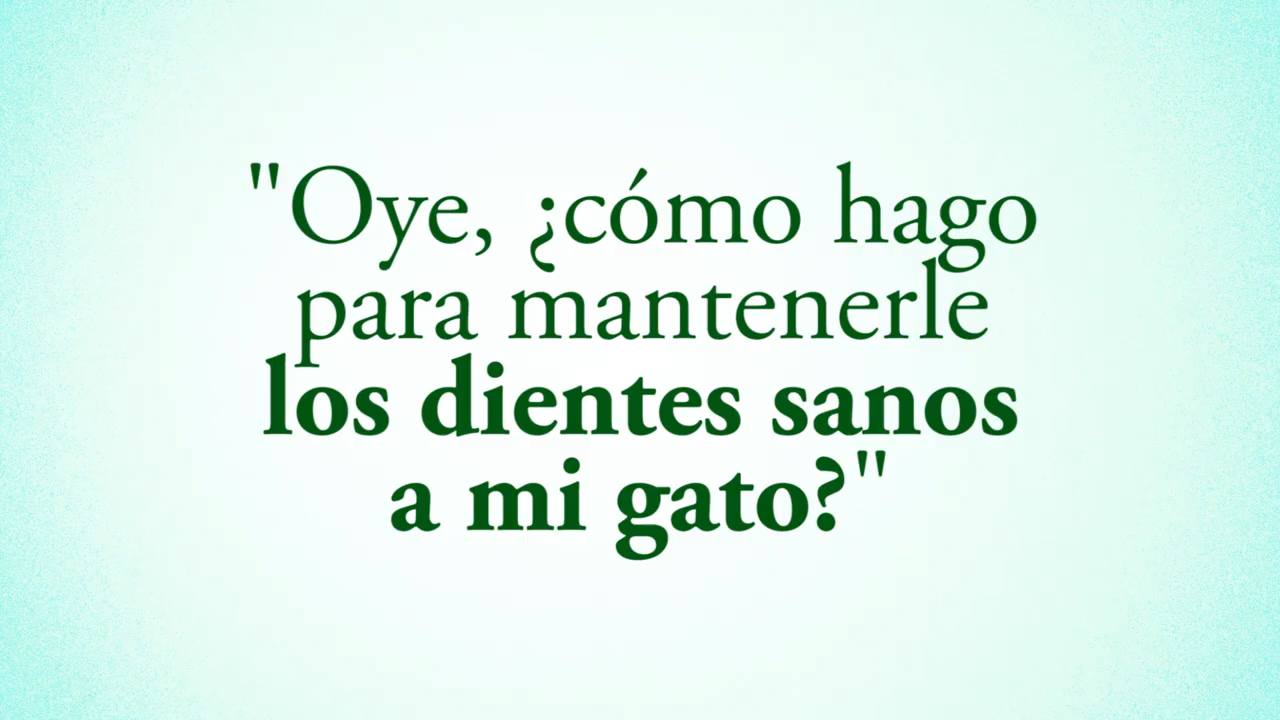 "Oye, ¿cómo hago
para mantenerle
los dientes sanos
a mi gato?"